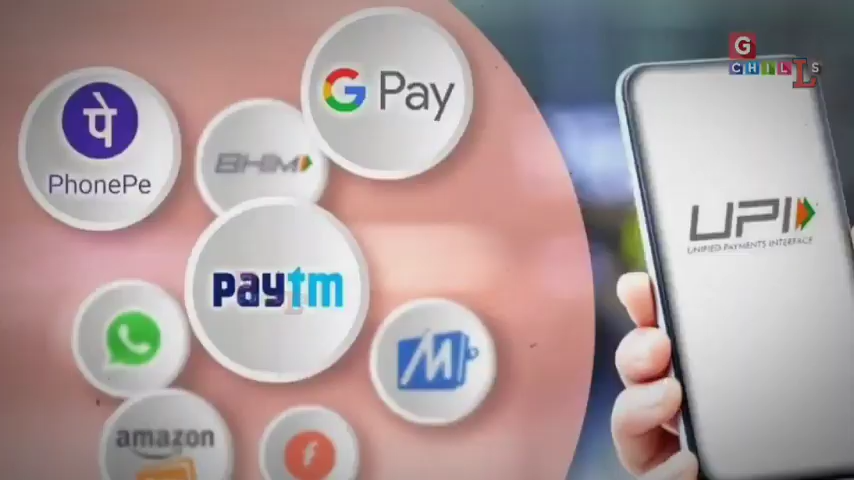 G
CHILLS
G Pay
पे
PhonePe
BHIM
UPI
UNIFIED PAYMENTS INTERFACE
paytm
M
amazon
f